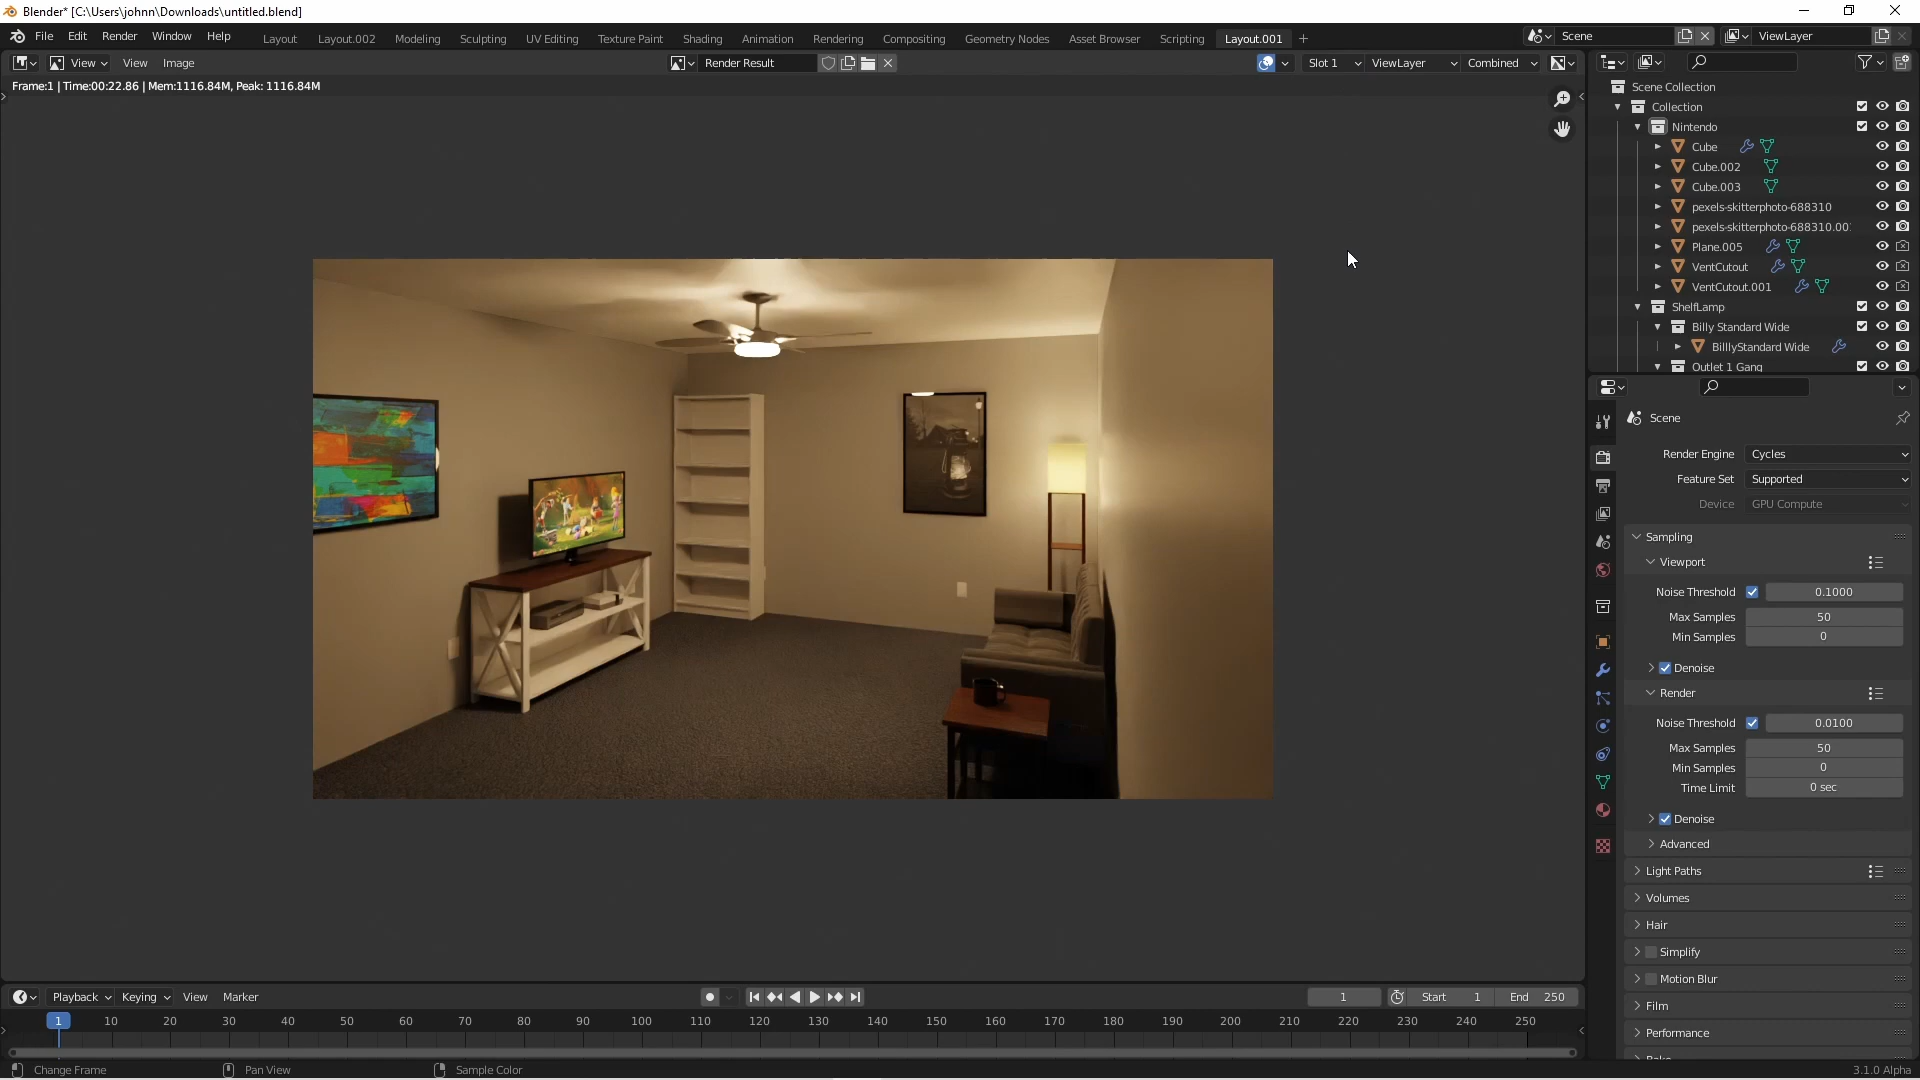 Blender* [C:\Users\johnn\Downloads\untitled.blend]
File Edit Render Window Help
Layout Layout.002 Modeling Sculpting UV Editing Texture Paint Shading Animation Rendering Compositing Geometry Nodes Asset Browser Scripting Layout.001 +
Scene ViewLayer
View View Image Render Result Slot 1 ViewLayer Combined
Frame:1 | Time:00:22.86 | Mem:1116.84M, Peak: 1116.84M
Scene Collection
Collection
Nintendo
Cube
Cube.002
Cube.003
pexels-skitterphoto-688310
pexels-skitterphoto-688310.00
Plane.005
VentCutout
VentCutout.001
ShelfLamp
Billy Standard Wide
BilllyStandard Wide
Outlet 1 Gang
Scene
Render Engine Cycles
Feature Set Supported
Device GPU Compute
Sampling
Viewport
Noise Threshold 0.1000
Max Samples 50
Min Samples 0
Denoise
Render
Noise Threshold 0.0100
Max Samples 50
Min Samples 0
Time Limit 0 sec
Denoise
Advanced
Light Paths
Volumes
Hair
Simplify
Motion Blur
Film
Performance
Playback Keying View Marker 1 Start 1 End 250
1 10 20 30 40 50 60 70 80 90 100 110 120 130 140 150 160 170 180 190 200 210 220 230 240 250
Change Frame Pan View Sample Color 3.1.0 Alpha